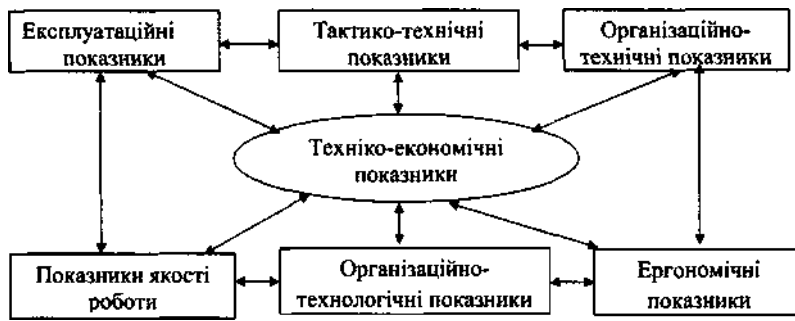 Експлуатаційні
показники
Тактико-технічні
показники
Організаційно-
технічні показники
Техніко-економічні
показники
Показники якості
роботи
Організаційно-
технологічні показники
Ергономічні
показники